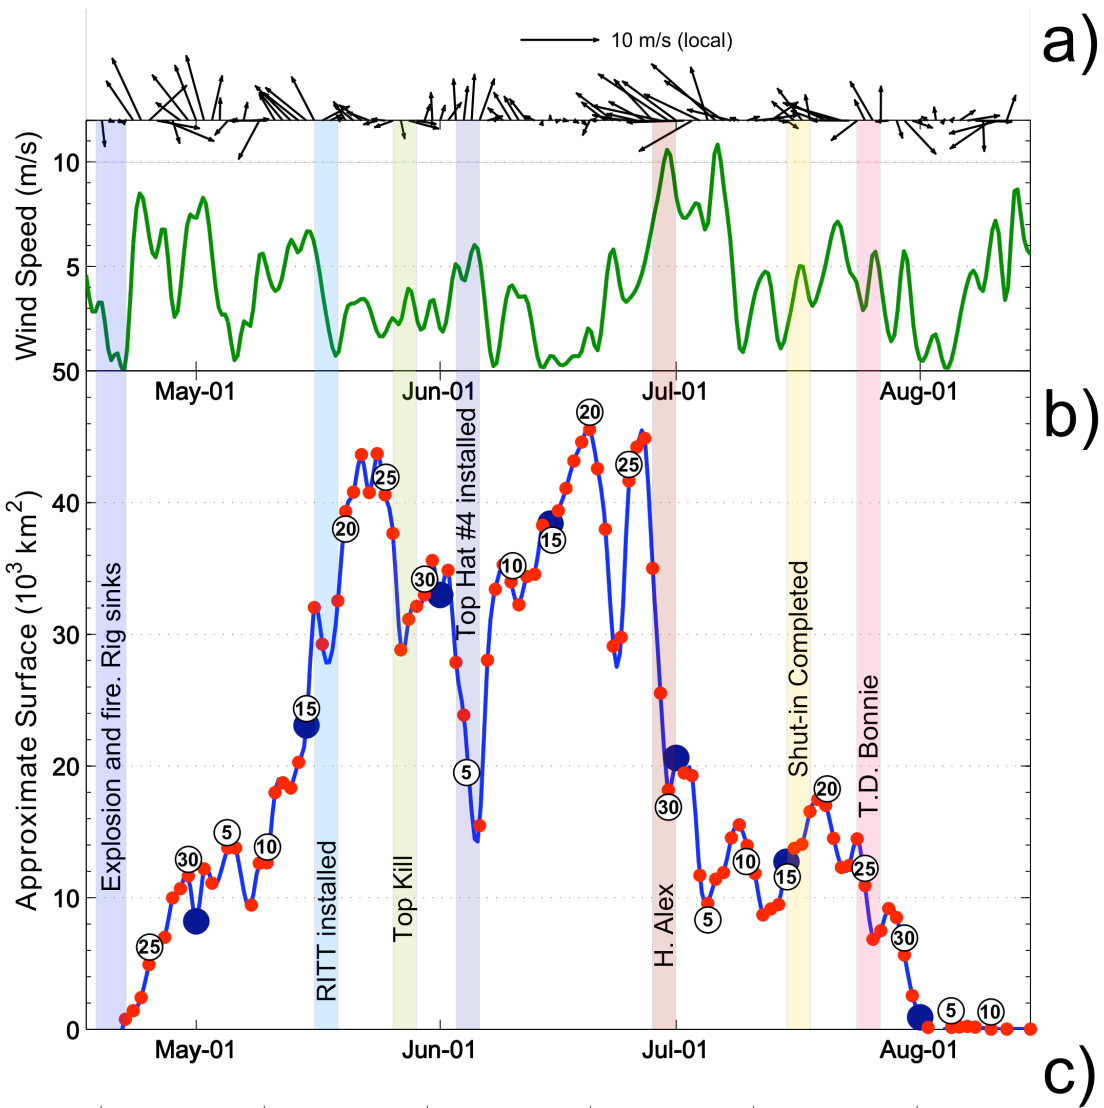 a)
10 m/s (local)
Wind Speed (m/s)
10
5
50
May-01
Jun-01
Jul-01
Aug-01
b)
Approximate Surface (10³ km²)
40
30
20
10
0
Explosion and fire. Rig sinks
RITT installed
Top Kill
Top Hat #4 installed
H. Alex
Shut-in Completed
T.D. Bonnie
25
30
5
10
15
20
25
30
5
10
15
20
25
30
5
10
15
20
25
30
5
10
May-01
Jun-01
Jul-01
Aug-01
c)